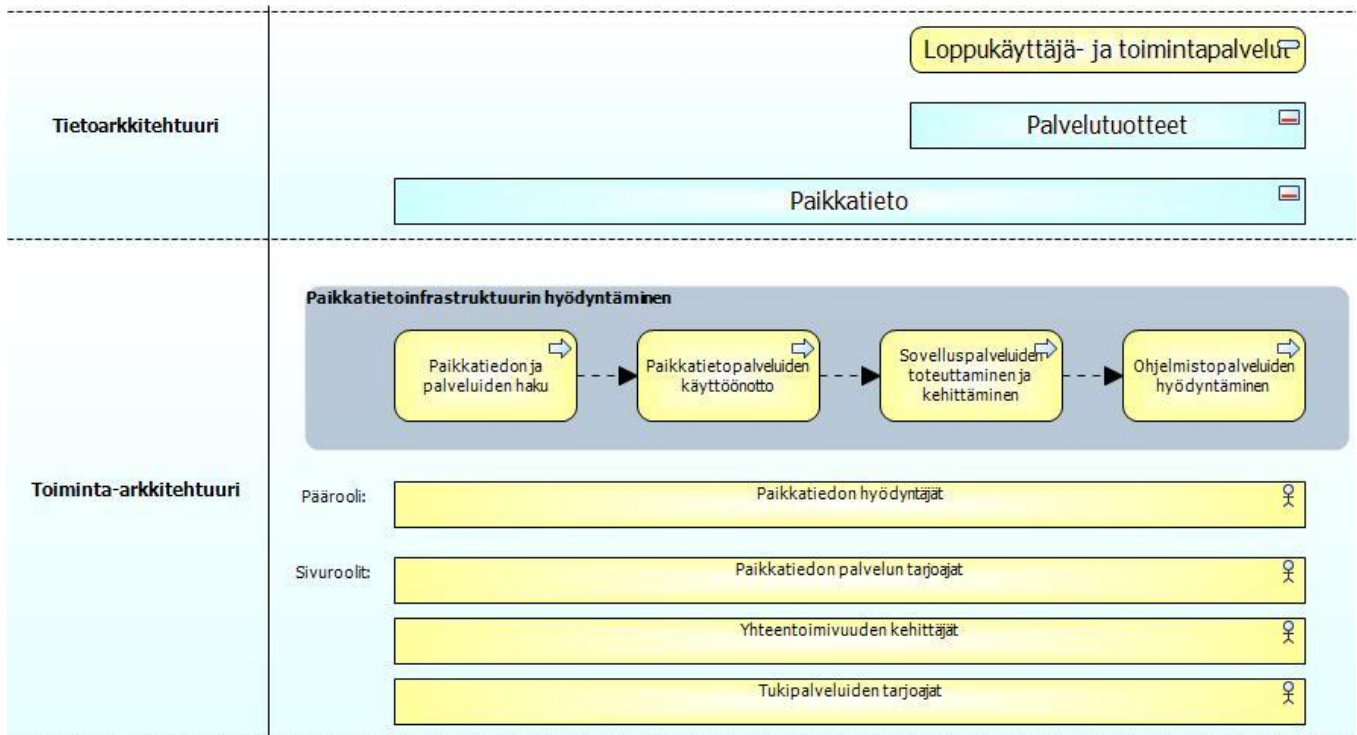 Loppukäyttäjä- ja toimintapalvelut
Tietoarkkitehtuuri
Palvelutuotteet
Paikkatieto
Paikkatietoinfrastruktuurin hyödyntäminen
Paikkatiedon ja
palveluiden haku
Paikkatietopalveluiden
käyttöönotto
Sovelluspalveluiden
toteuttaminen ja
kehittäminen
Ohjelmistopalveluiden
hyödyntäminen
Toiminta-arkkitehtuuri
Päärooli:
Paikkatiedon hyödyntäjät
Sivuroolit:
Paikkatiedon palvelun tarjoajat
Yhteentoimivuuden kehittäjät
Tukipalveluiden tarjoajat